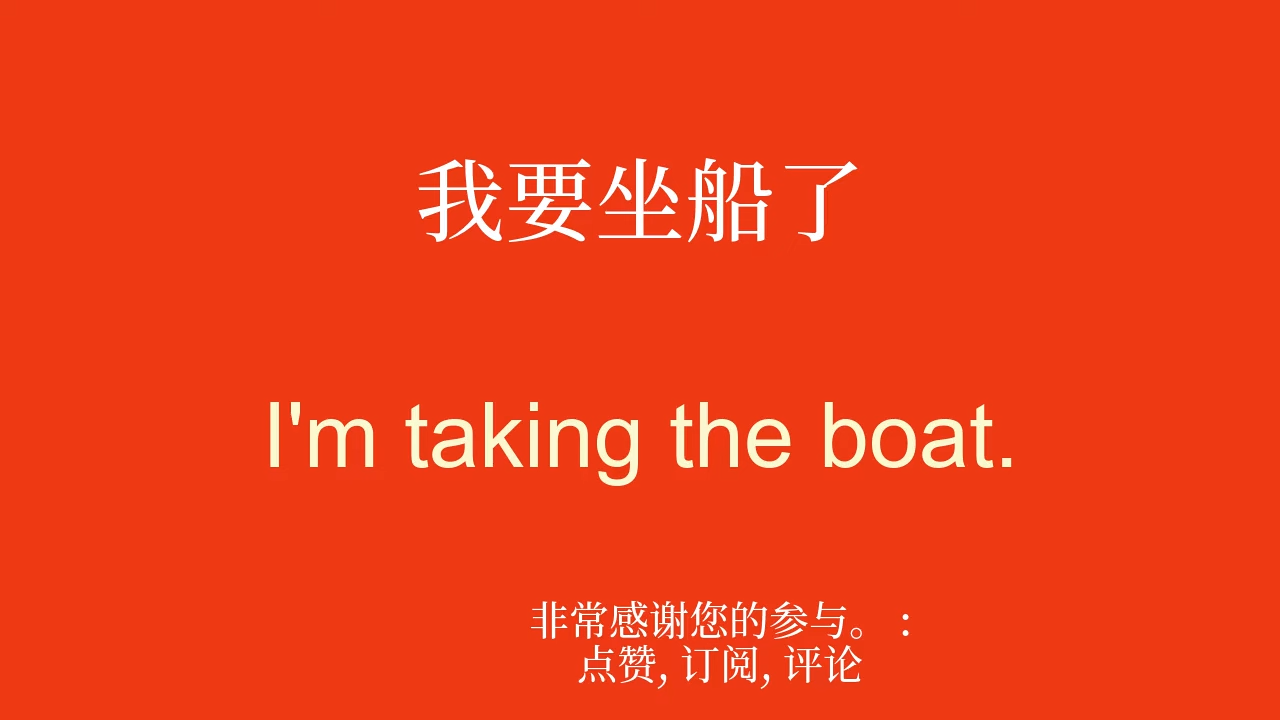 我要坐船了
I'm taking the boat.
非常感谢您的参与。 :
点赞, 订阅, 评论